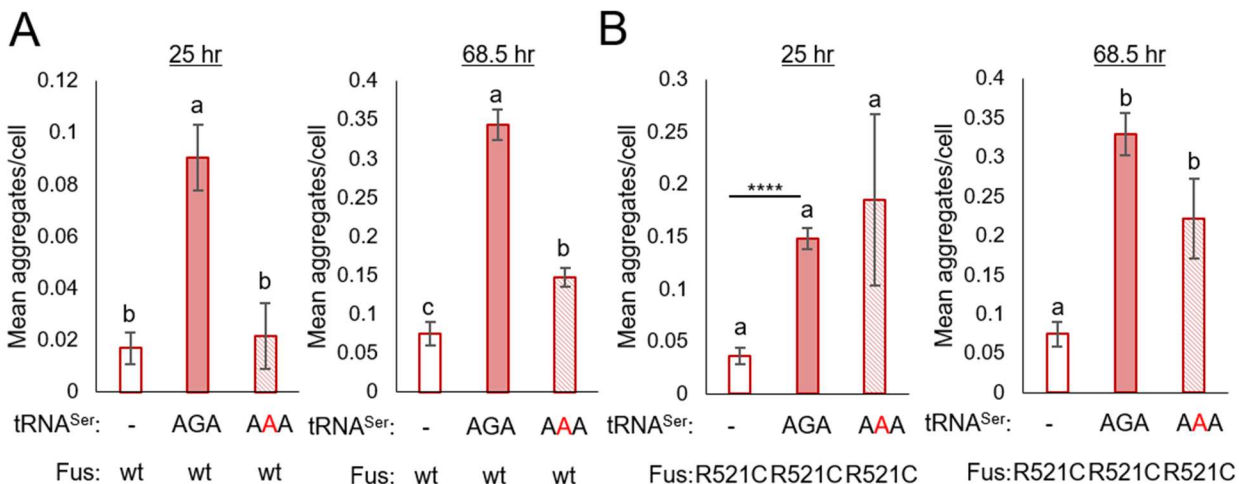 A
25 hr
Mean aggregates/cell
0.12
0.1
0.08
0.06
0.04
0.02
0
b
a
b
tRNASer: - AGA AAA
Fus: wt wt wt
68.5 hr
Mean aggregates/cell
0.4
0.35
0.3
0.25
0.2
0.15
0.1
0.05
0
c
a
b
tRNASer: - AGA AAA
Fus: wt wt wt
B
25 hr
Mean aggregates/cell
0.3
0.25
0.2
0.15
0.1
0.05
0
****
a
a
a
tRNASer: - AGA AAA
Fus: R521C R521C R521C
68.5 hr
Mean aggregates/cell
0.4
0.35
0.3
0.25
0.2
0.15
0.1
0.05
0
a
b
b
tRNASer: - AGA AAA
Fus: R521C R521C R521C